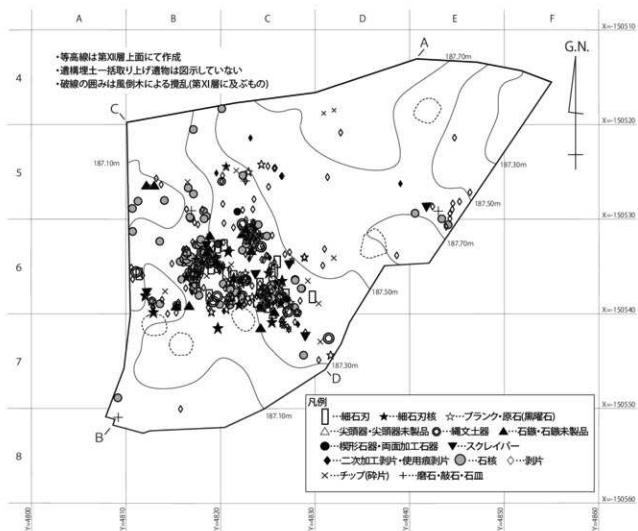 A B C D E F
X=-150510
・等高線は第Ⅻ層上面にて作成
・遺構埋土一括取り上げ遺物は図示していない
・破線の囲みは風倒木による攪乱(第Ⅺ層に及ぶもの)
A
187.70m
G.N.
4
C
X=-150520
187.10m
187.30m
5
187.50m
X=-150530
187.70m
6
187.50m
X=-150540
7
187.30m
D
187.10m
X=-150550
B
凡例
…細石刃 …細石刃核 …ブランク・原石(黒曜石)
…尖頭器・尖頭器未製品 …縄文土器 …石鏃・石鏃未製品
…楔形石器・両面加工石器 …スクレイパー
…二次加工剥片・使用痕剥片 …石核 …剥片
…チップ(砕片) …磨石・敲石・石皿
8
X=-150560
Y=4800 Y=4810 Y=4820 Y=4830 Y=4840 Y=4850 Y=4860